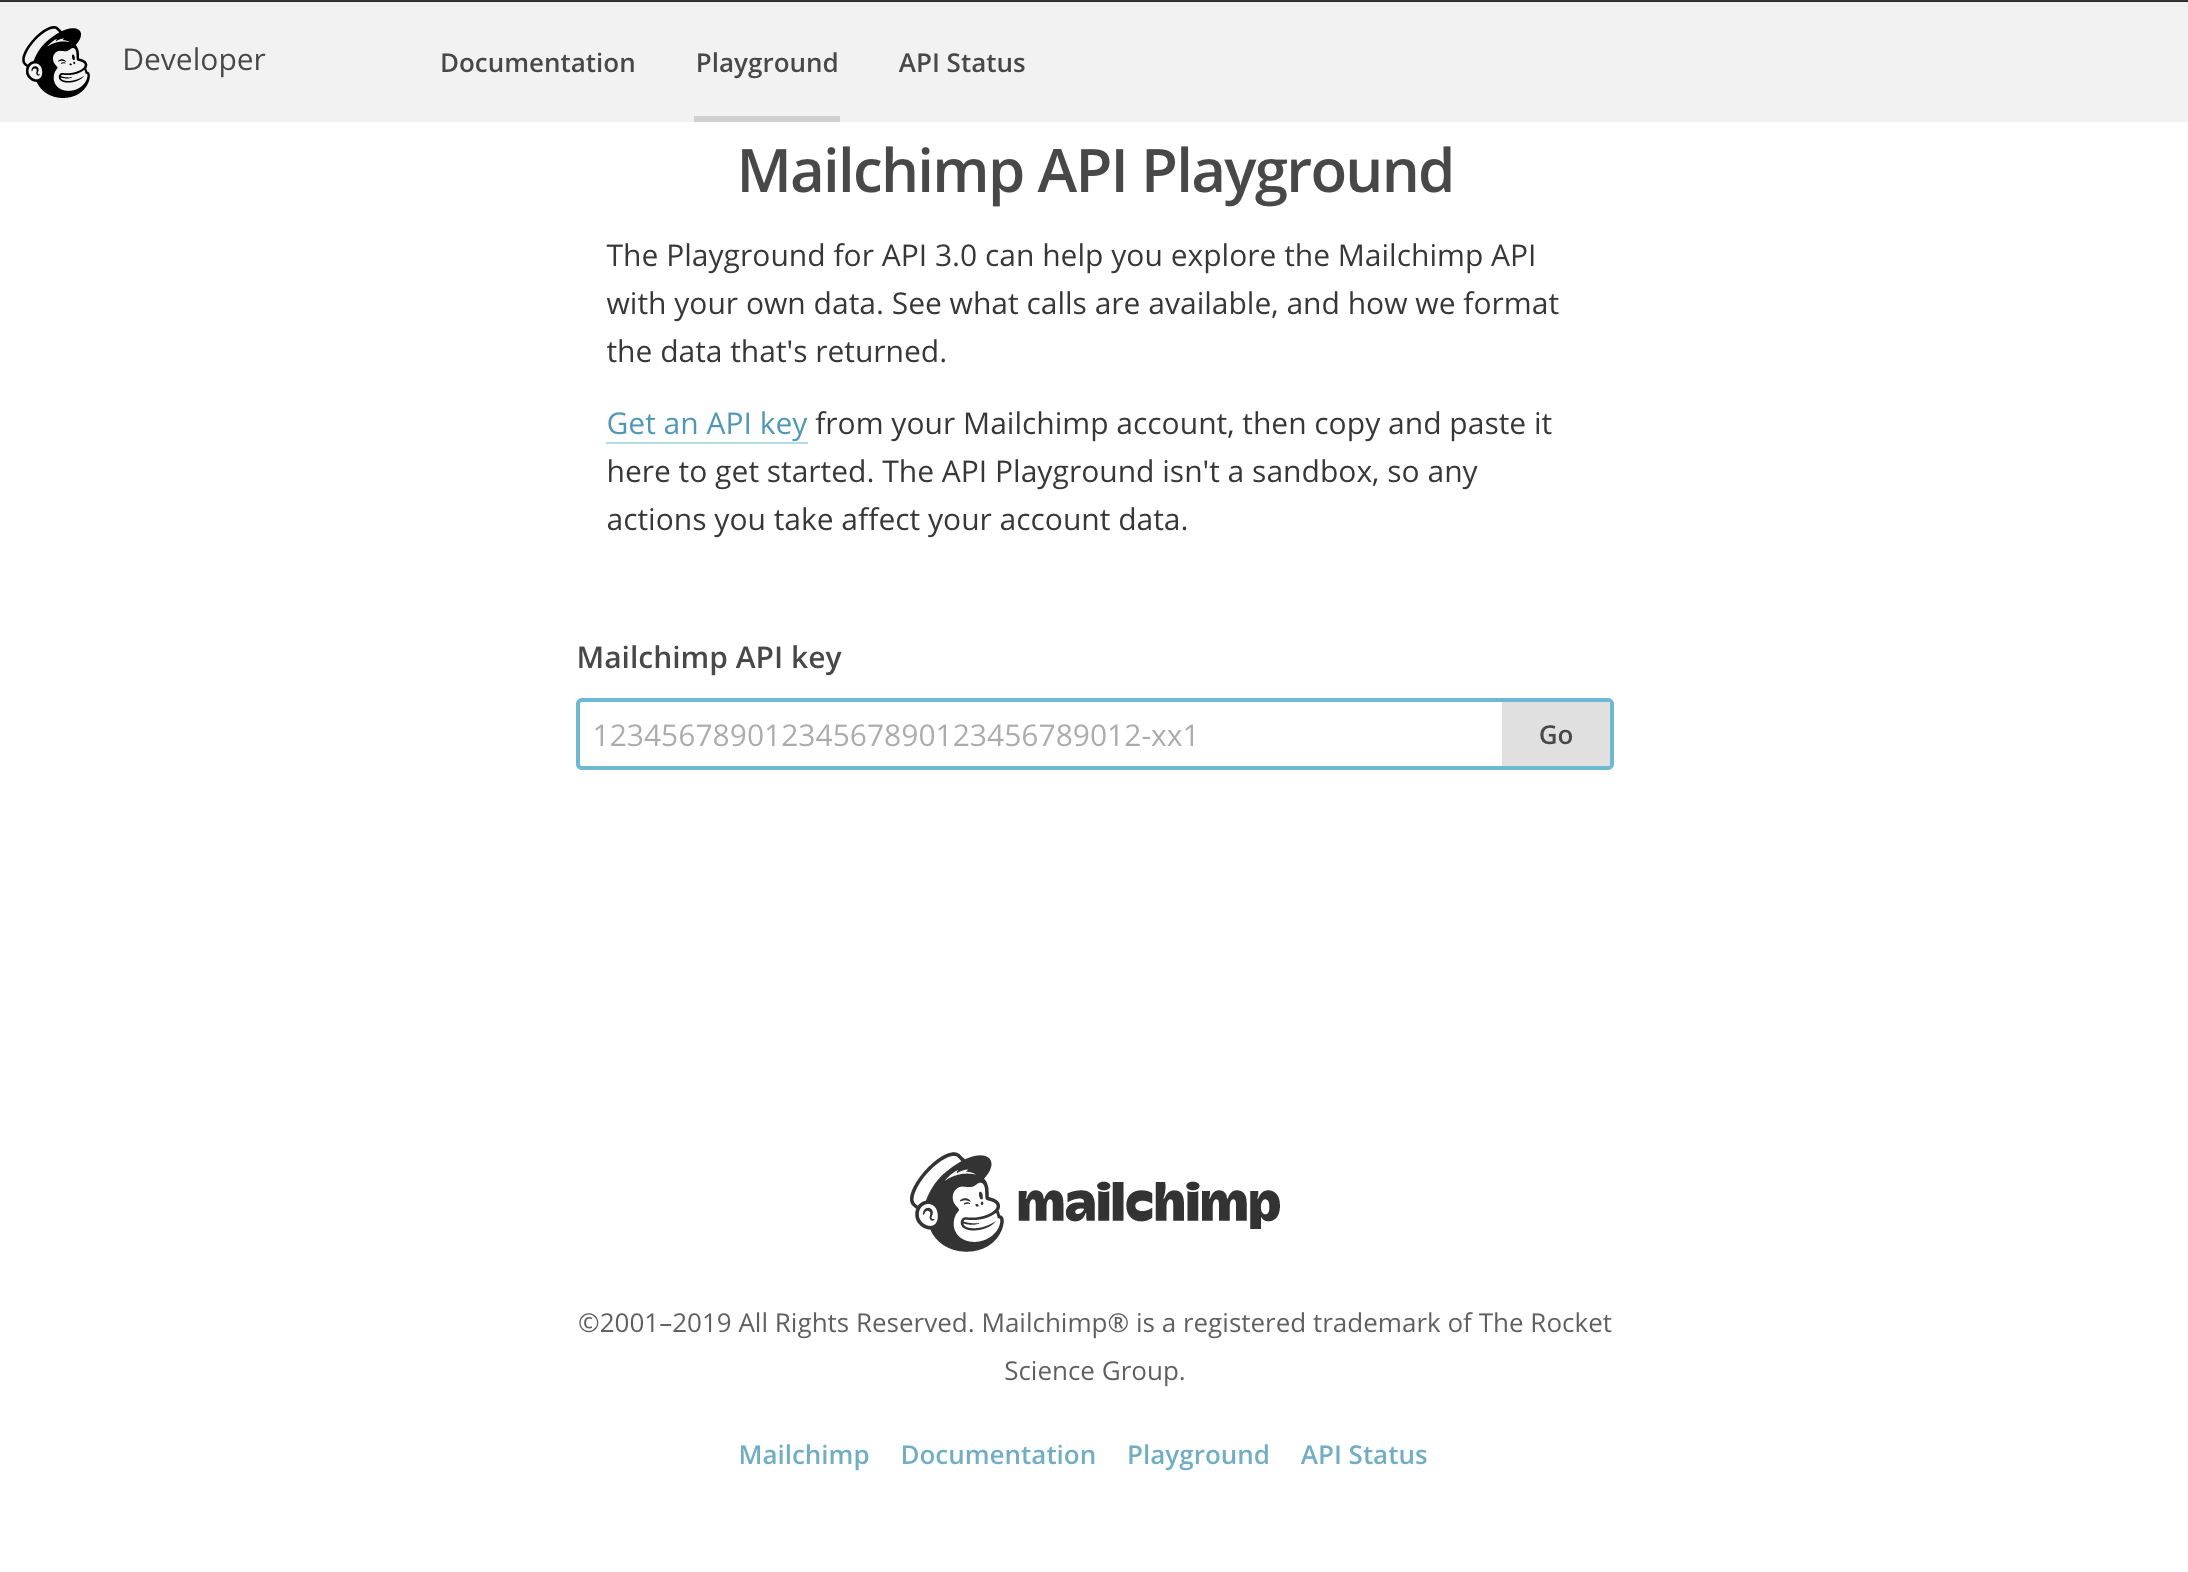 Developer
Documentation
Playground
API Status
Mailchimp API Playground
The Playground for API 3.0 can help you explore the Mailchimp API
with your own data. See what calls are available, and how we format
the data that's returned.
Get an API key from your Mailchimp account, then copy and paste it
here to get started. The API Playground isn't a sandbox, so any
actions you take affect your account data.
Mailchimp API key
12345678901234567890123456789012-xx1
Go
mailchimp
©2001–2019 All Rights Reserved. Mailchimp® is a registered trademark of The Rocket
Science Group.
Mailchimp
Documentation
Playground
API Status